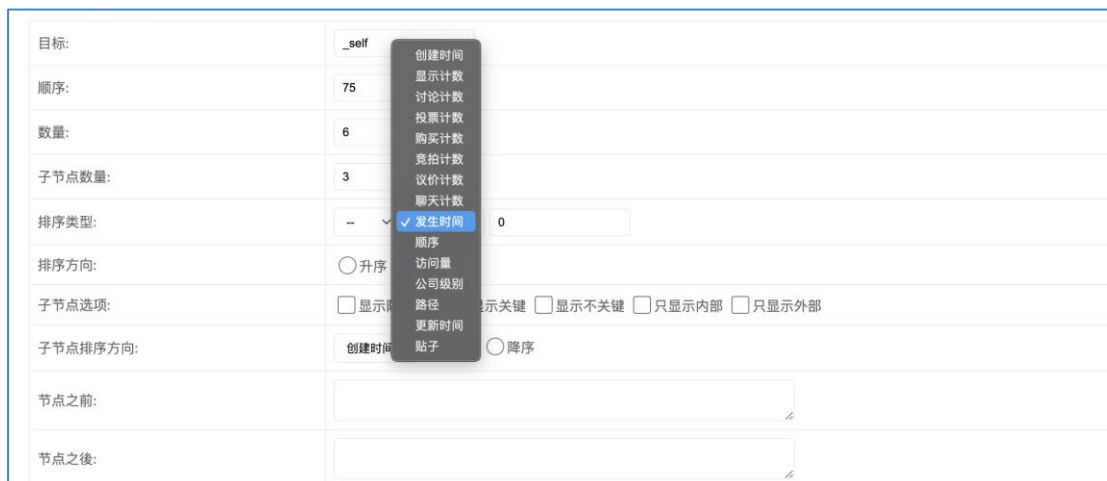 目标:
_self
顺序:
75
数量:
6
子节点数量:
3
排序类型:
--
0
创建时间
显示计数
讨论计数
投票计数
购买计数
竞拍计数
议价计数
聊天计数
✓ 发生时间
顺序
访问量
公司级别
路径
更新时间
贴子
排序方向:
升序
子节点选项:
显示 示关键 显示不关键 只显示内部 只显示外部
子节点排序方向:
创建时间 降序
节点之前:
节点之後: